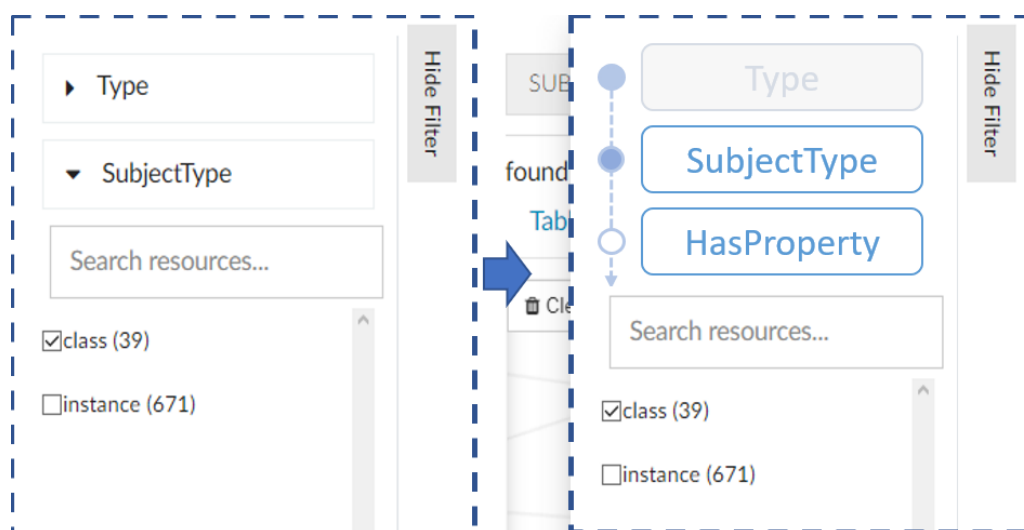 Type
SubjectType
Search resources...
class (39)
instance (671)
Hide Filter
SUB
found
Tab
Cle
Type
SubjectType
HasProperty
Search resources...
class (39)
instance (671)
Hide Filter